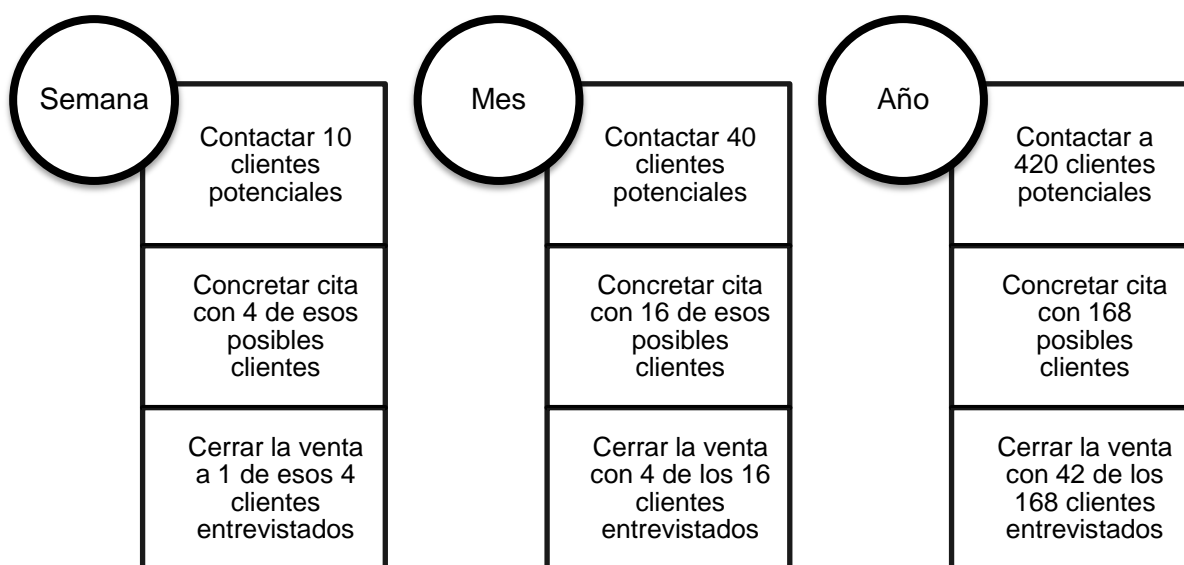 Semana
Contactar 10
clientes
potenciales
Concretar cita
con 4 de esos
posibles
clientes
Cerrar la venta
a 1 de esos 4
clientes
entrevistados
Mes
Contactar 40
clientes
potenciales
Concretar cita
con 16 de esos
posibles
clientes
Cerrar la venta
con 4 de los 16
clientes
entrevistados
Año
Contactar a
420 clientes
potenciales
Concretar cita
con 168
posibles
clientes
Cerrar la venta
con 42 de los
168 clientes
entrevistados